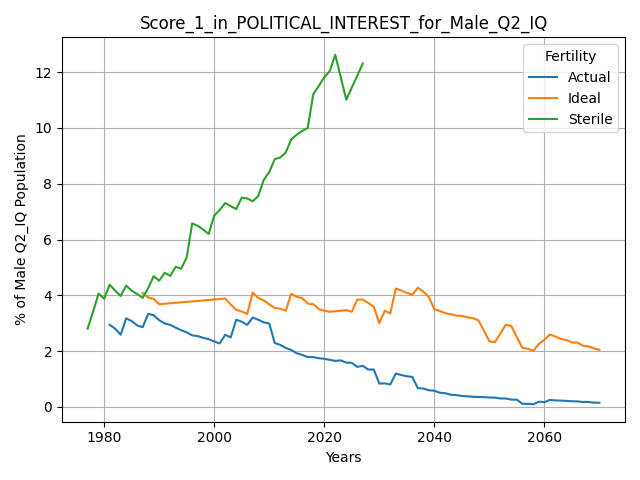 Score_1_in_POLITICAL_INTEREST_for_Male_Q2_IQ
% of Male Q2_IQ Population
12
10
8
6
4
2
0
Fertility
Actual
Ideal
Sterile
1980 2000 2020 2040 2060
Years